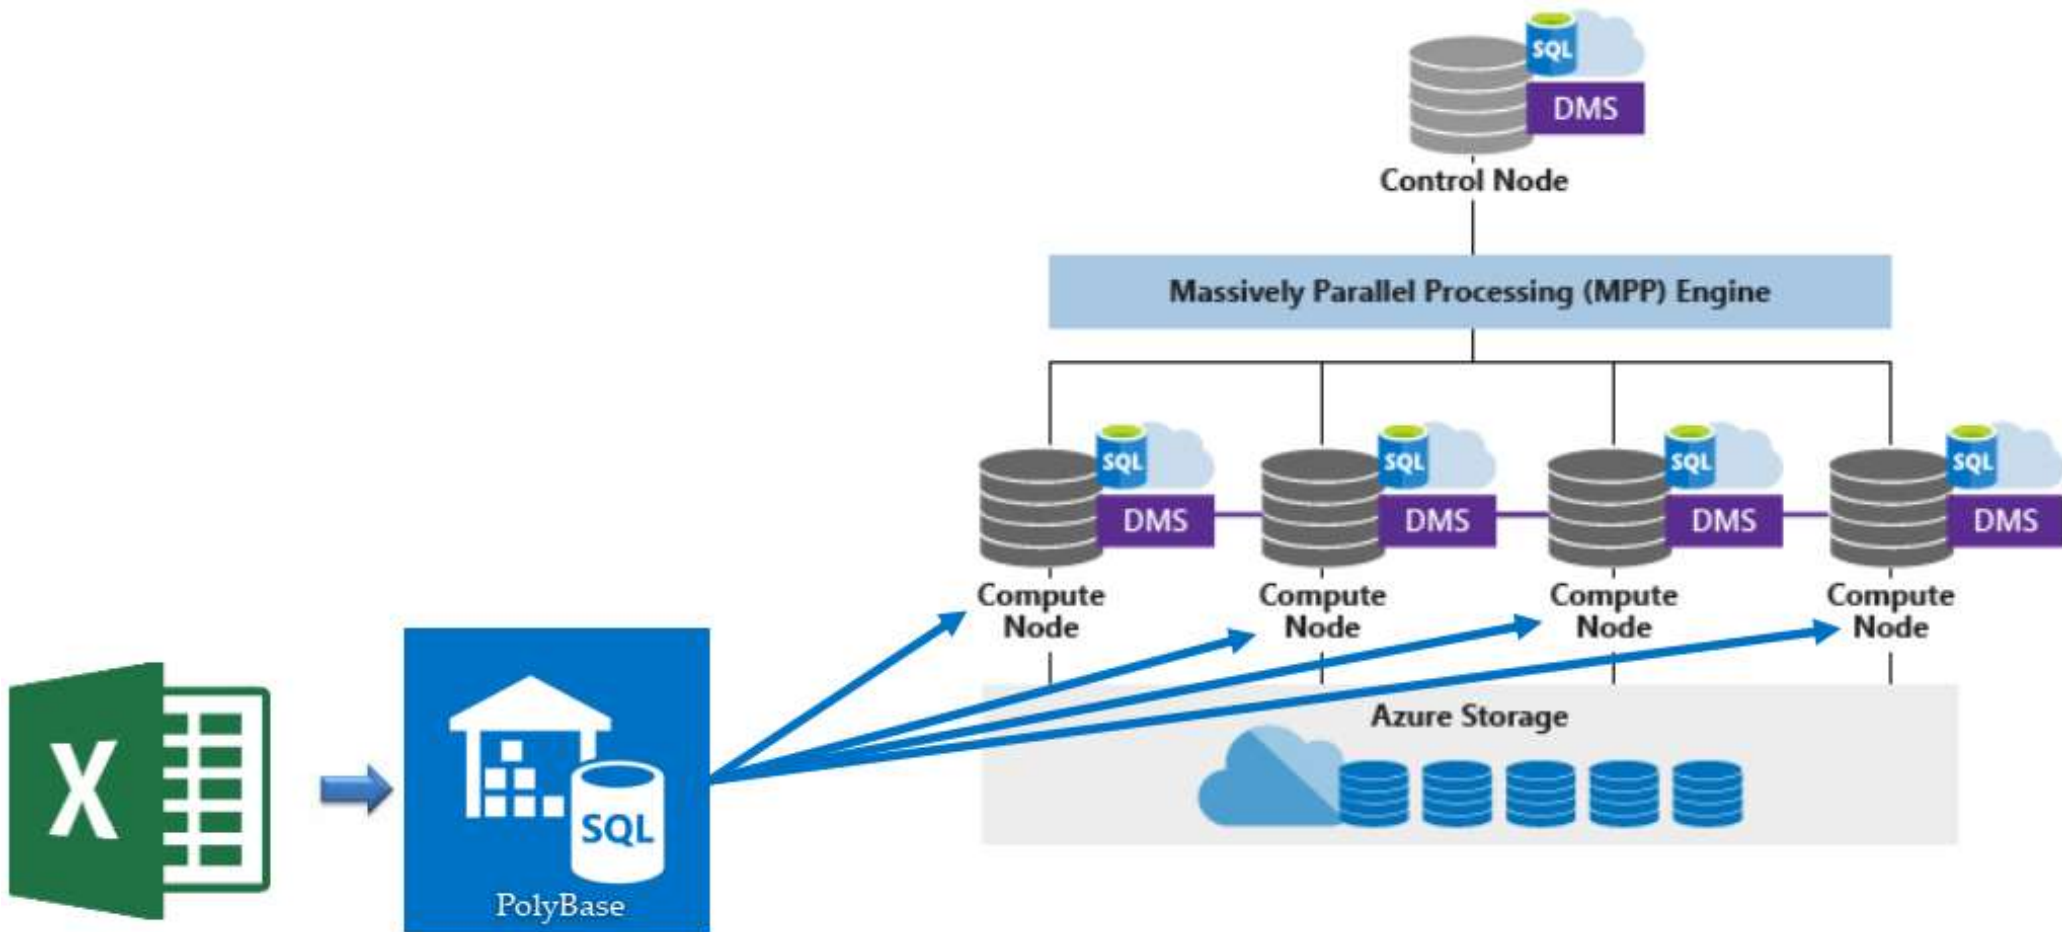 SQL
DMS
Control Node
Massively Parallel Processing (MPP) Engine
SQL
DMS
SQL
DMS
SQL
DMS
SQL
DMS
Compute
Node
Compute
Node
Compute
Node
Compute
Node
Azure Storage
X
SQL
PolyBase